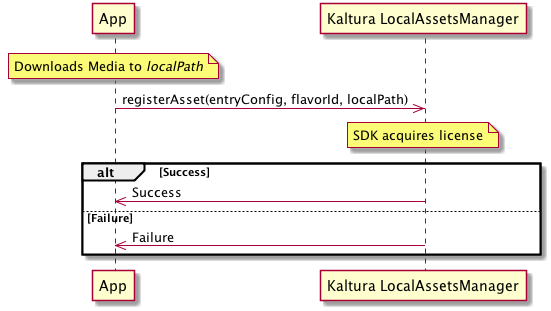 App
Kaltura LocalAssetsManager
Downloads Media to localPath
registerAsset(entryConfig, flavorId, localPath)
SDK acquires license
alt
[Success]
Success
[Failure]
Failure
App
Kaltura LocalAssetsManager